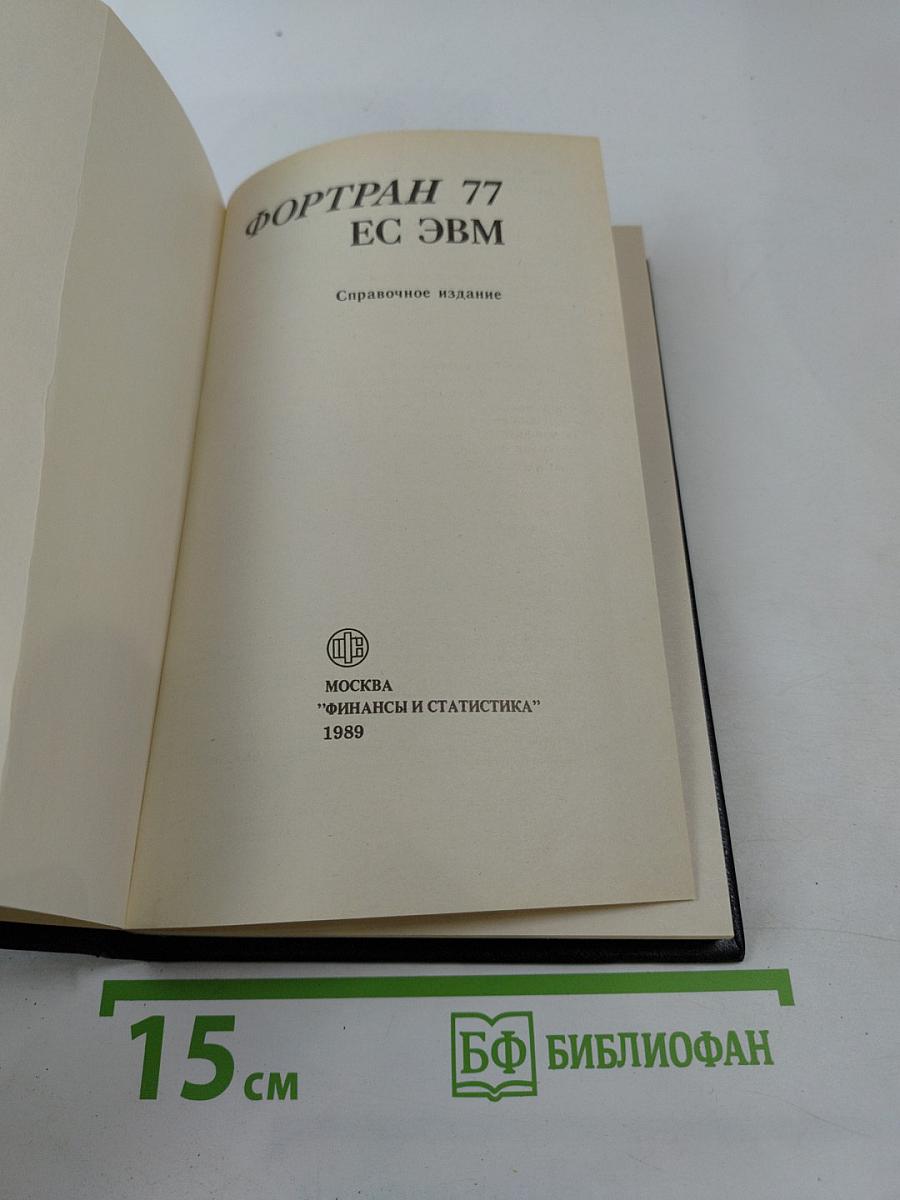 ФОРТРАН 77
ЕС ЭВМ
Справочное издание
МОСКВА
"ФИНАНСЫ И СТАТИСТИКА"
1989
15 см
БФ БИБЛИОФАН